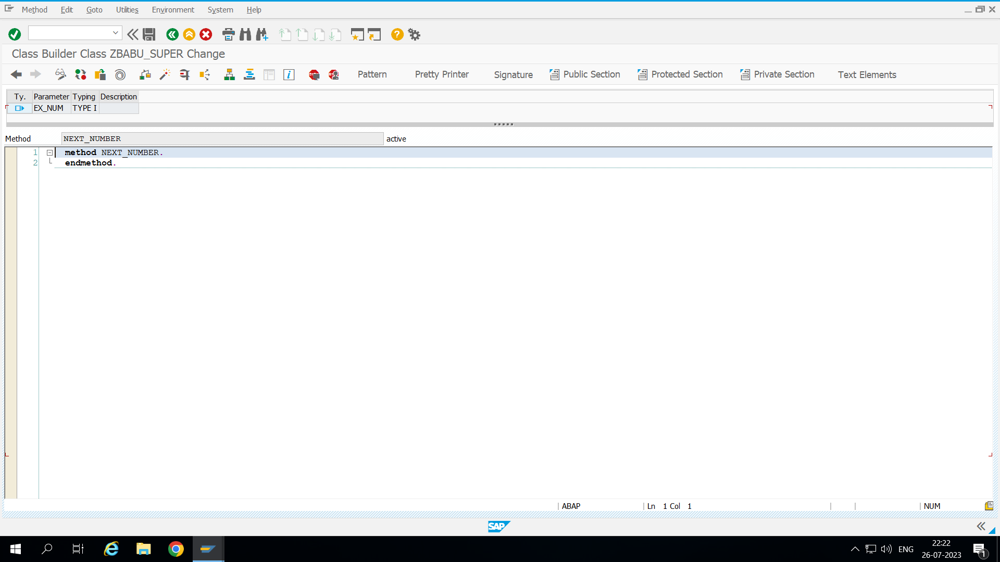 Method Edit Goto Utilities Environment System Help
Class Builder Class ZBABU_SUPER Change
Pattern Pretty Printer Signature Public Section Protected Section Private Section Text Elements
Ty. Parameter Typing Description
EX_NUM TYPE I
Method NEXT_NUMBER active
1 method NEXT_NUMBER.
2 endmethod.
ABAP Ln 1 Col 1 NUM
SAP
22:22
ENG
26-07-2023
1